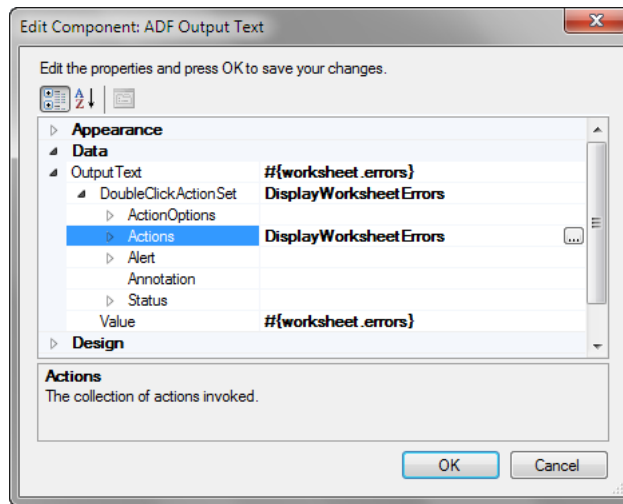 Edit Component: ADF Output Text
Edit the properties and press OK to save your changes.
Appearance
Data
OutputText #{worksheet.errors}
DoubleClickActionSet DisplayWorksheetErrors
ActionOptions
Actions DisplayWorksheetErrors ...
Alert
Annotation
Status
Value #{worksheet.errors}
Design
Actions
The collection of actions invoked.
OK Cancel